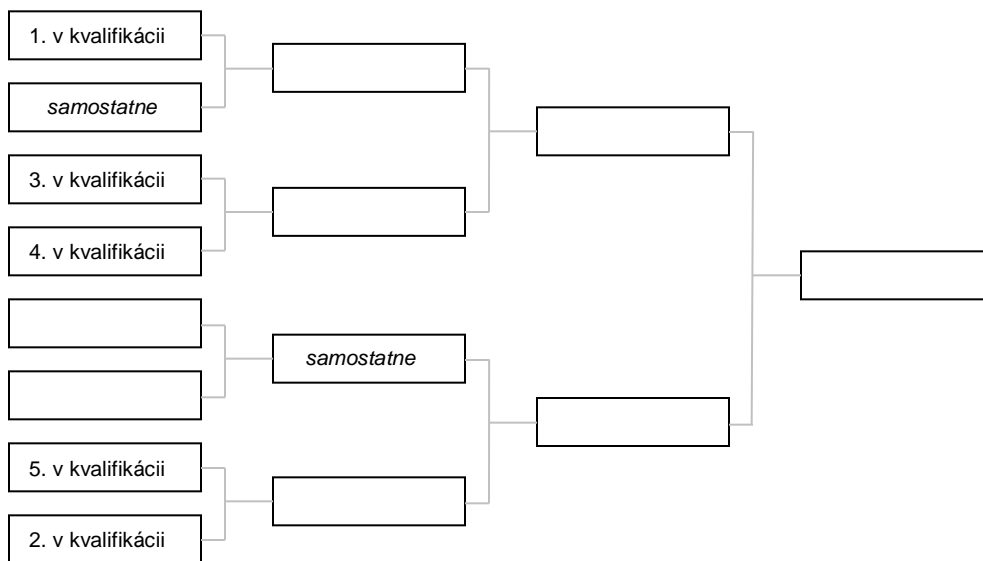 1. v kvalifikácii
samostatne
3. v kvalifikácii
4. v kvalifikácii
samostatne
5. v kvalifikácii
2. v kvalifikácii